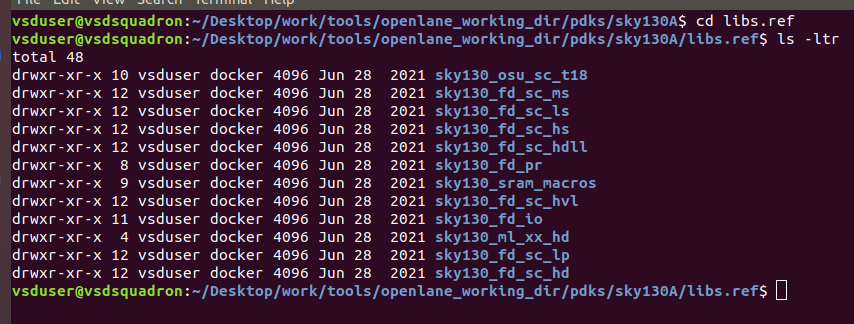 vsduser@vsdsquadron:~/Desktop/work/tools/openlane_working_dir/pdks/sky130A$ cd libs.ref
vsduser@vsdsquadron:~/Desktop/work/tools/openlane_working_dir/pdks/sky130A/libs.ref$ ls -ltr
total 48
drwxr-xr-x 10 vsduser docker 4096 Jun 28  2021 sky130_osu_sc_t18
drwxr-xr-x 12 vsduser docker 4096 Jun 28  2021 sky130_fd_sc_ms
drwxr-xr-x 12 vsduser docker 4096 Jun 28  2021 sky130_fd_sc_ls
drwxr-xr-x 12 vsduser docker 4096 Jun 28  2021 sky130_fd_sc_hs
drwxr-xr-x 12 vsduser docker 4096 Jun 28  2021 sky130_fd_sc_hdll
drwxr-xr-x  8 vsduser docker 4096 Jun 28  2021 sky130_fd_pr
drwxr-xr-x  9 vsduser docker 4096 Jun 28  2021 sky130_sram_macros
drwxr-xr-x 12 vsduser docker 4096 Jun 28  2021 sky130_fd_sc_hvl
drwxr-xr-x 11 vsduser docker 4096 Jun 28  2021 sky130_fd_io
drwxr-xr-x  4 vsduser docker 4096 Jun 28  2021 sky130_ml_xx_hd
drwxr-xr-x 12 vsduser docker 4096 Jun 28  2021 sky130_fd_sc_lp
drwxr-xr-x 12 vsduser docker 4096 Jun 28  2021 sky130_fd_sc_hd
vsduser@vsdsquadron:~/Desktop/work/tools/openlane_working_dir/pdks/sky130A/libs.ref$